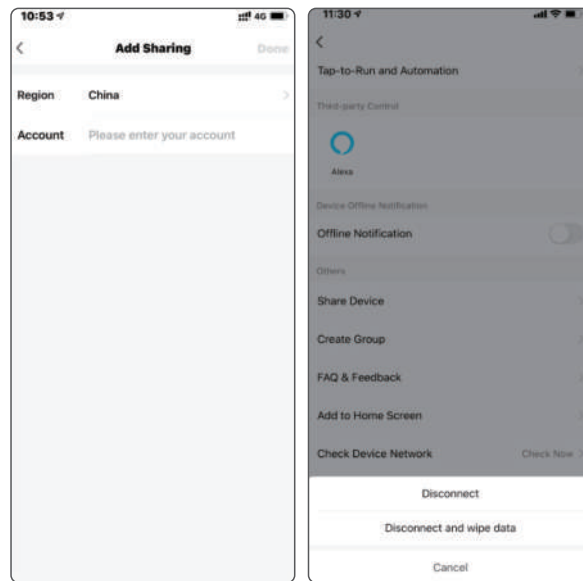 10:53
4G
Add Sharing
Done
Region China
Account Please enter your account
11:30
Tap-to-Run and Automation
Third-party Control
Alexa
Device Offline Notification
Offline Notification
Others
Share Device
Create Group
FAQ & Feedback
Add to Home Screen
Check Device Network Check Now
Disconnect
Disconnect and wipe data
Cancel